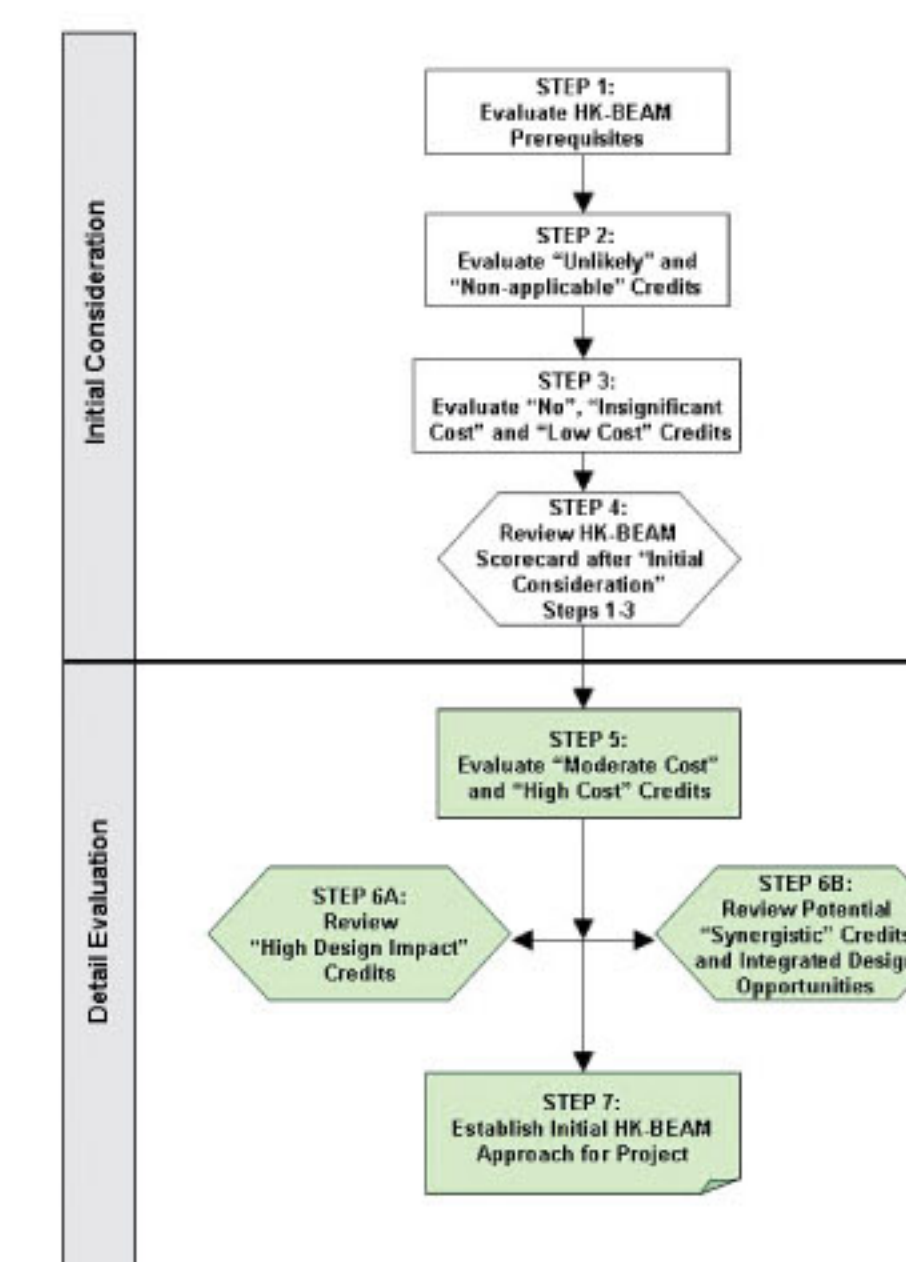 Initial Consideration
STEP 1:
Evaluate HK-BEAM
Prerequisites
STEP 2:
Evaluate “Unlikely” and
“Non-applicable” Credits
STEP 3:
Evaluate “No”, “Insignificant
Cost” and “Low Cost” Credits
STEP 4:
Review HK-BEAM
Scorecard after “Initial
Consideration”
Steps 1-3
Detail Evaluation
STEP 5:
Evaluate “Moderate Cost”
and “High Cost” Credits
STEP 6A:
Review
“High Design Impact”
Credits
STEP 6B:
Review Potential
“Synergistic” Credits
and Integrated Design
Opportunities
STEP 7:
Establish Initial HK-BEAM
Approach for Project